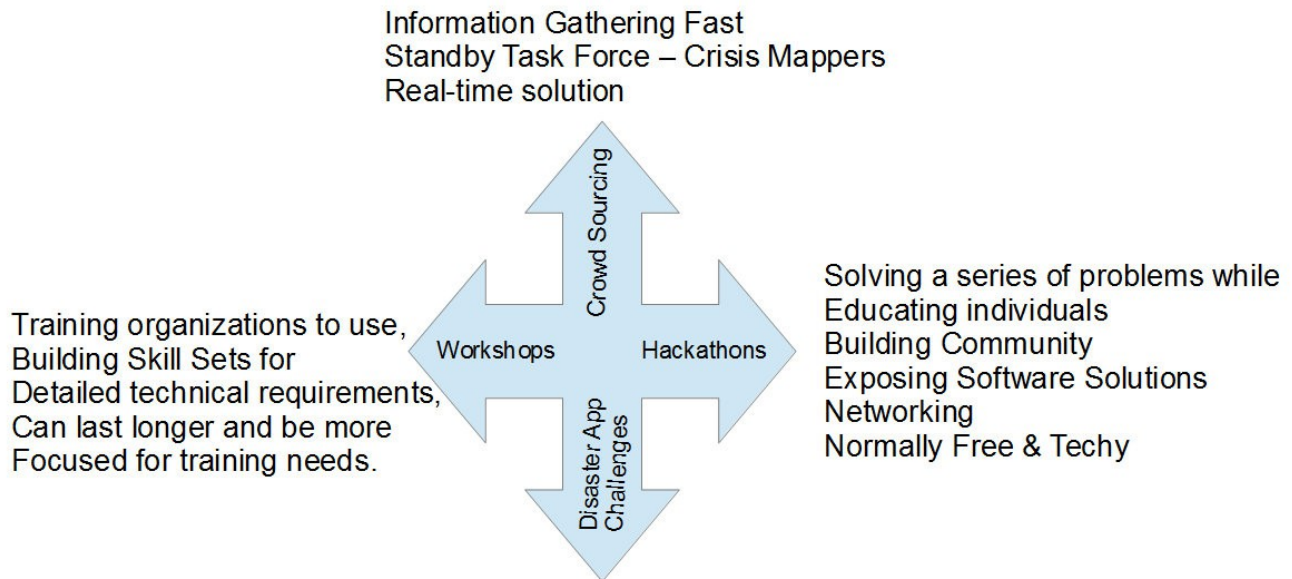 Information Gathering Fast
Standby Task Force – Crisis Mappers
Real-time solution
Crowd Sourcing
Training organizations to use,
Building Skill Sets for
Detailed technical requirements,
Can last longer and be more
Focused for training needs.
Workshops
Hackathons
Solving a series of problems while
Educating individuals
Building Community
Exposing Software Solutions
Networking
Normally Free & Techy
Disaster App
Challenges